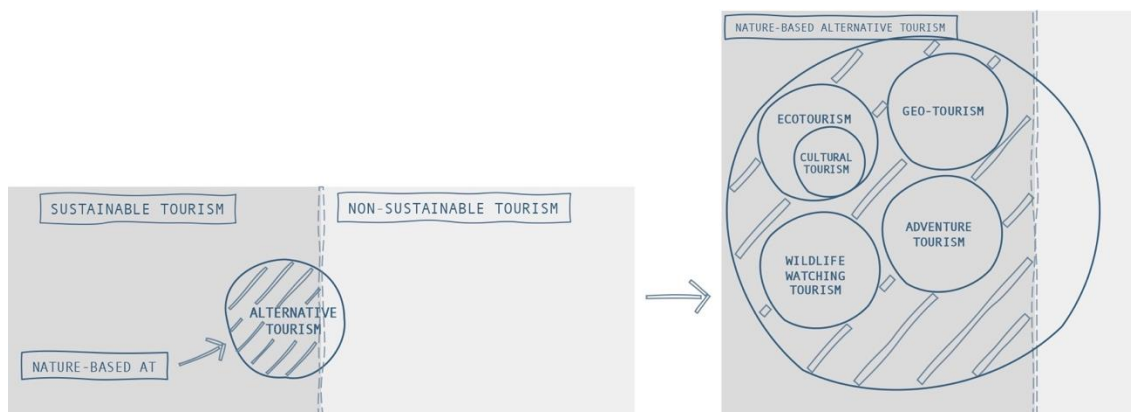 SUSTAINABLE TOURISM
NON-SUSTAINABLE TOURISM
ALTERNATIVE
TOURISM
NATURE-BASED AT
NATURE-BASED ALTERNATIVE TOURISM
ECOTOURISM
CULTURAL
TOURISM
GEO-TOURISM
WILDLIFE
WATCHING
TOURISM
ADVENTURE
TOURISM